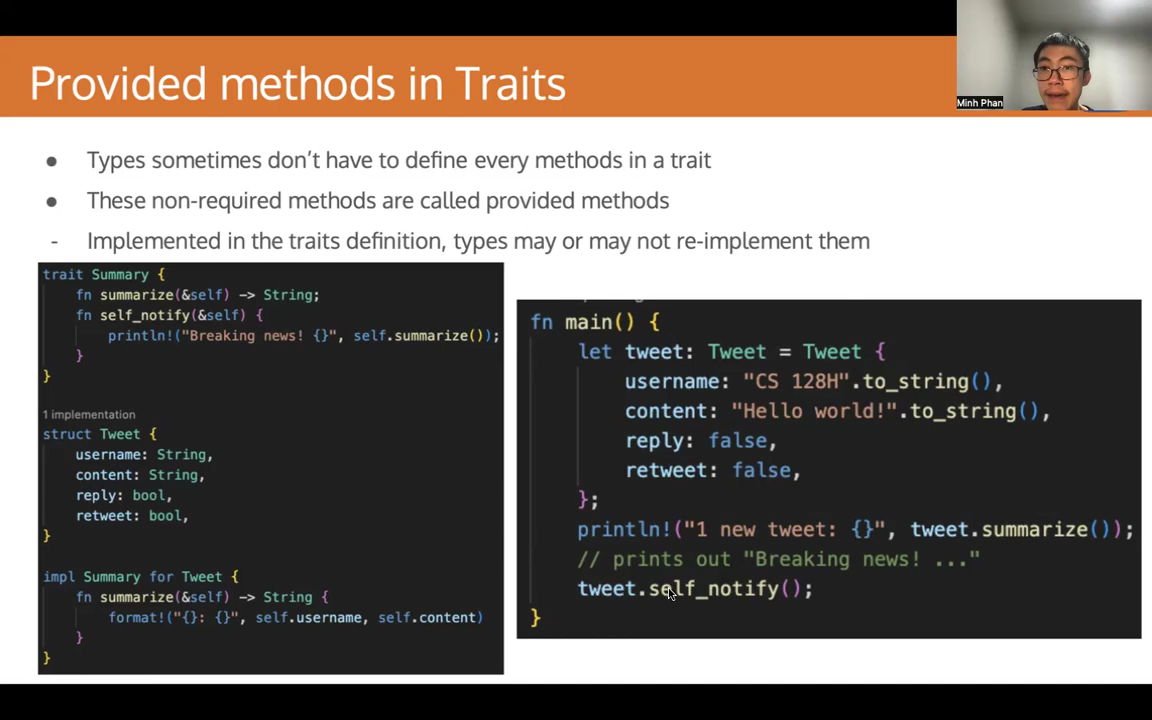 Provided methods in Traits
Minh Phan
● Types sometimes don't have to define every methods in a trait
● These non-required methods are called provided methods
- Implemented in the traits definition, types may or may not re-implement them
trait Summary {
fn summarize(&self) -> String;
fn self_notify(&self) {
println!("Breaking news! {}", self.summarize());
}
}
1 implementation
struct Tweet {
username: String,
content: String,
reply: bool,
retweet: bool,
}
impl Summary for Tweet {
fn summarize(&self) -> String {
format!("{}: {}", self.username, self.content)
}
}
fn main() {
let tweet: Tweet = Tweet {
username: "CS 128H".to_string(),
content: "Hello world!".to_string(),
reply: false,
retweet: false,
};
println!("1 new tweet: {}", tweet.summarize());
// prints out "Breaking news! ..."
tweet.self_notify();
}